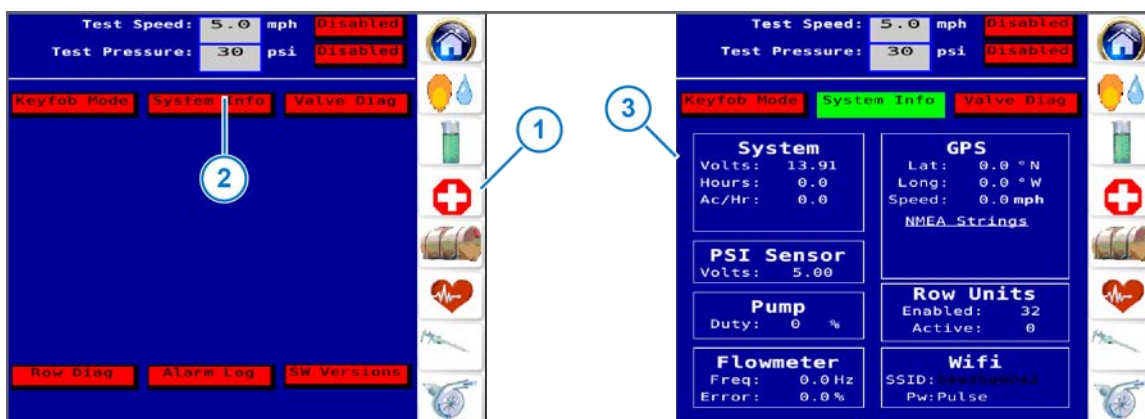 Test Speed: 5.0 mph Disabled
Test Pressure: 30 psi Disabled
Keyfob Mode System Info Valve Diag
2
Row Diag Alarm Log SW Versions
1
Test Speed: 5.0 mph Disabled
Test Pressure: 30 psi Disabled
Keyfob Mode System Info Valve Diag
3
System
Volts: 13.91
Hours: 0.0
Ac/Hr: 0.0
GPS
Lat: 0.0 ° N
Long: 0.0 ° W
Speed: 0.0 mph
NMEA Strings
PSI Sensor
Volts: 5.00
Pump
Duty: 0 %
Row Units
Enabled: 32
Active: 0
Flowmeter
Freq: 0.0 Hz
Error: 0.0 %
Wifi
SSID:
Pw:Pulse